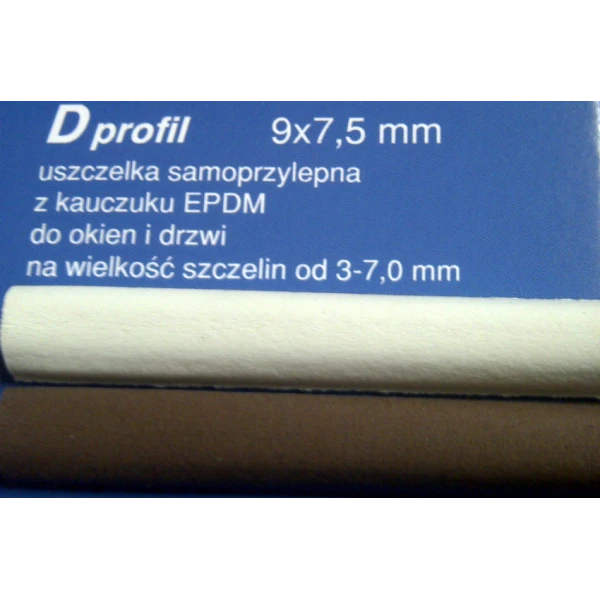 D profil 9x7,5 mm
uszczelka samoprzylepna
z kauczuku EPDM
do okien i drzwi
na wielkość szczelin od 3-7,0 mm